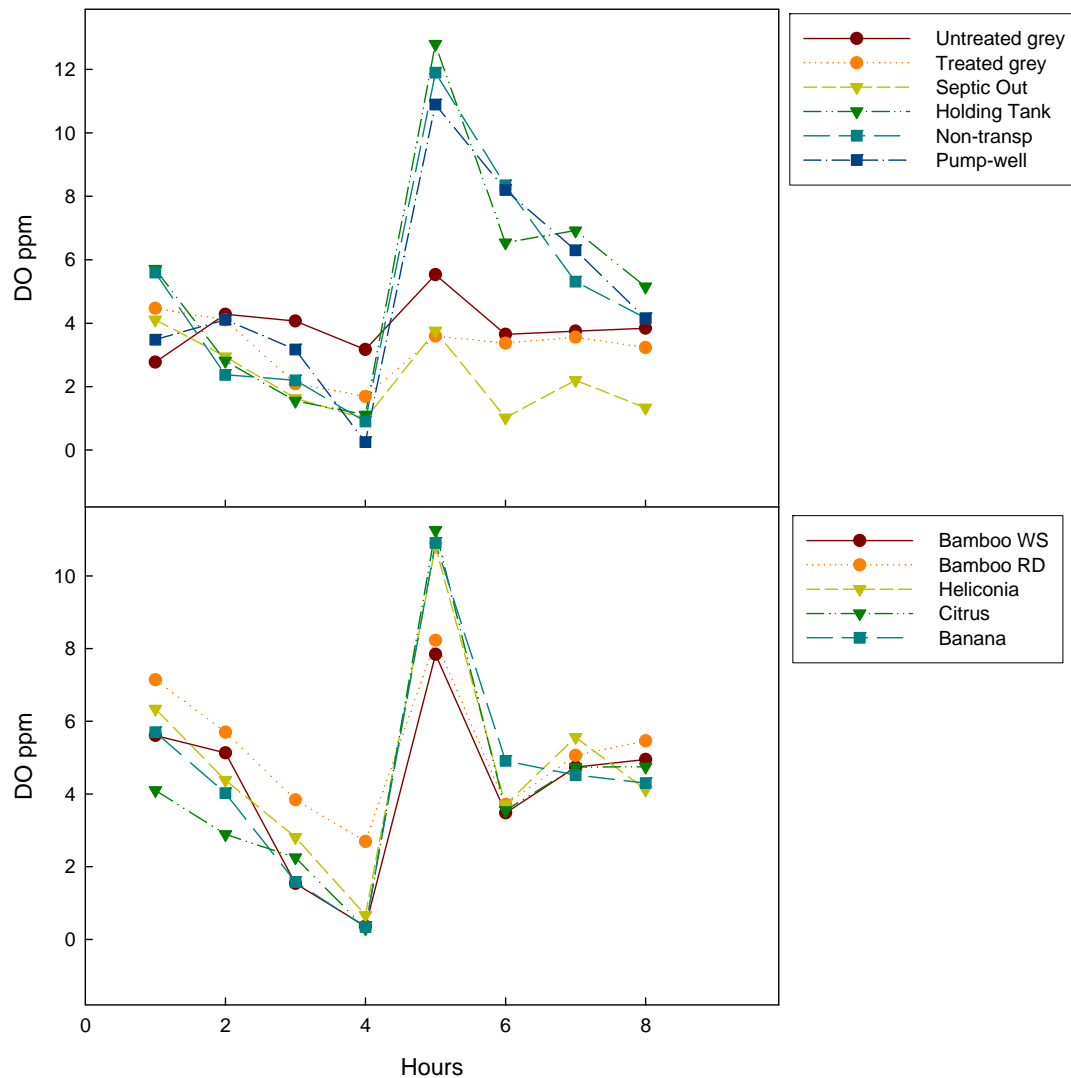 DO ppm
12
10
8
6
4
2
0
Untreated grey
Treated grey
Septic Out
Holding Tank
Non-transp
Pump-well
DO ppm
10
8
6
4
2
0
0 2 4 6 8
Hours
Bamboo WS
Bamboo RD
Heliconia
Citrus
Banana